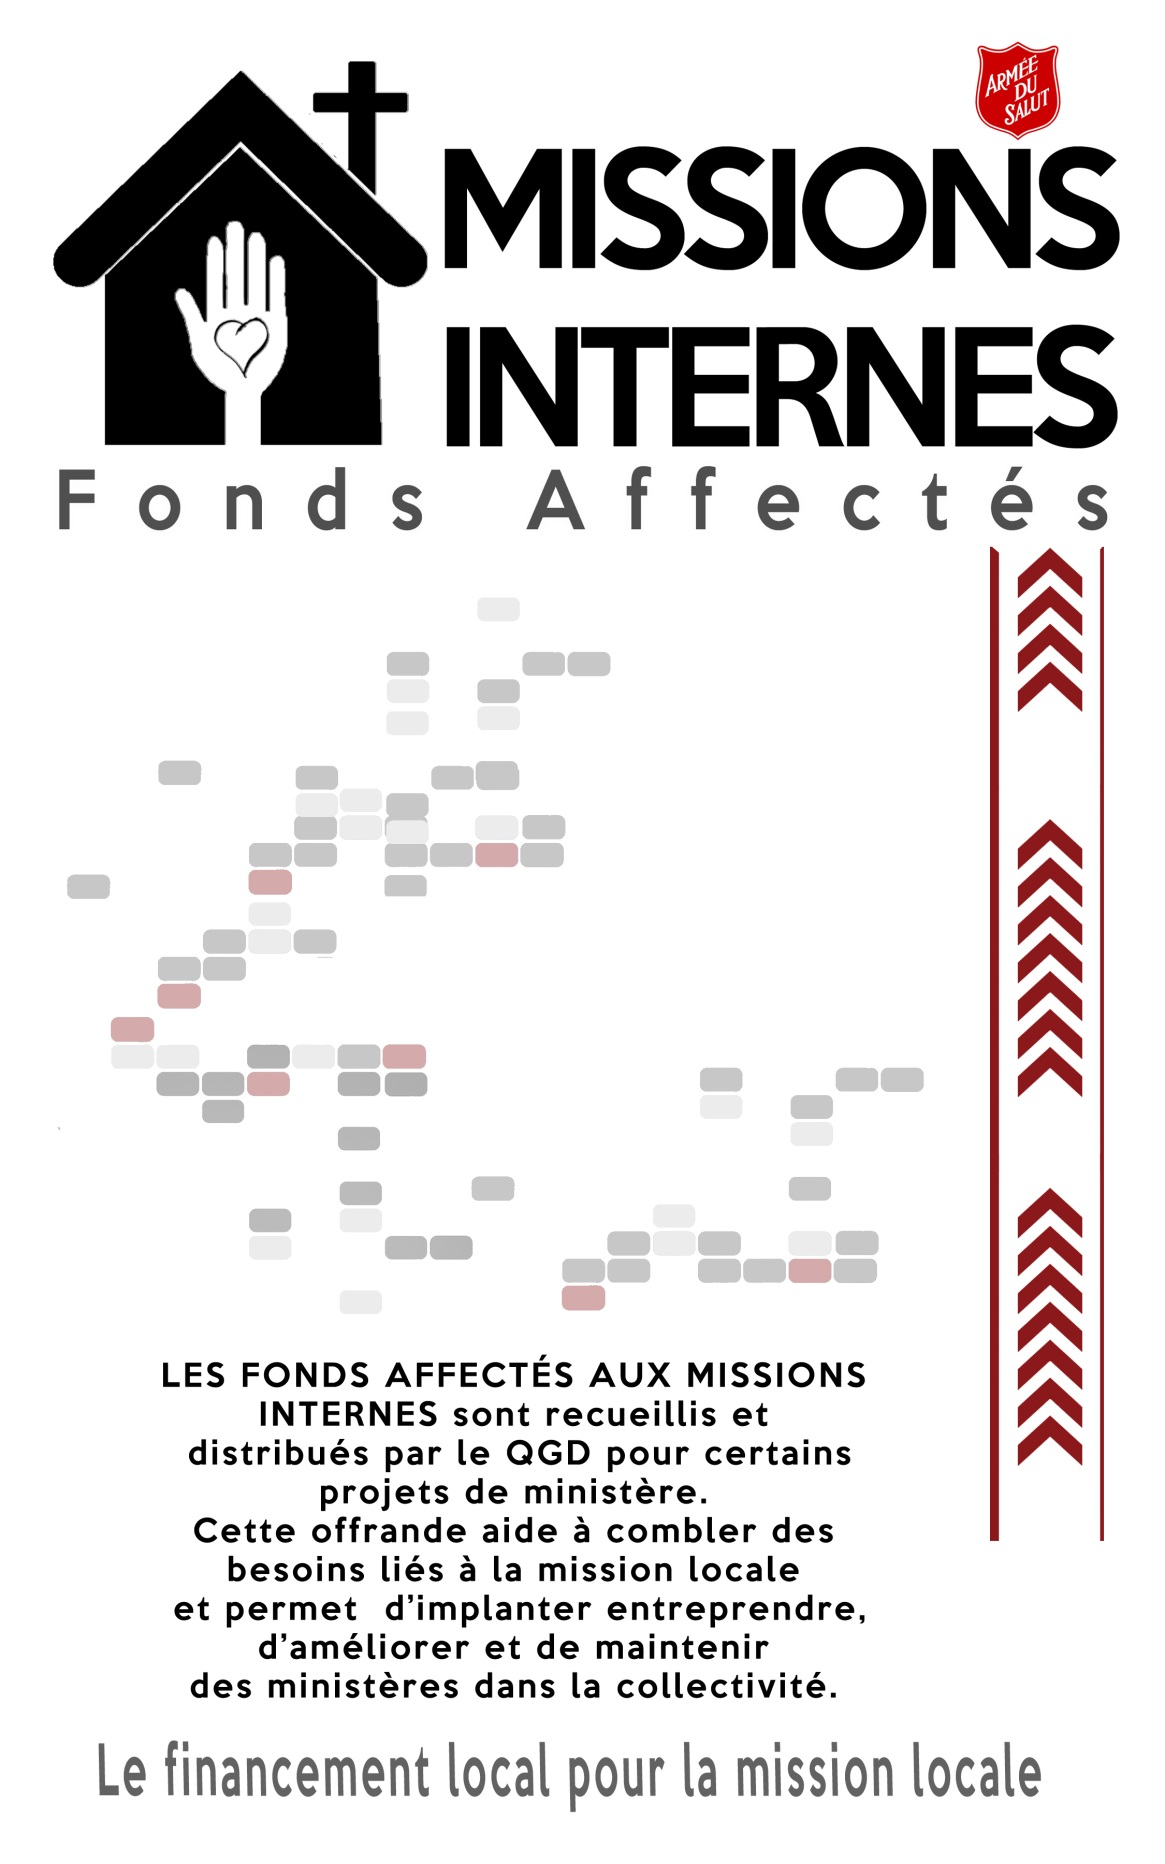 ARMÉE
DU
SALUT
MISSIONS
INTERNES
Fonds Affectés
LES FONDS AFFECTÉS AUX MISSIONS
INTERNES sont recueillis et
distribués par le QGD pour certains
projets de ministère.
Cette offrande aide à combler des
besoins liés à la mission locale
et permet d’implanter entreprendre,
d’améliorer et de maintenir
des ministères dans la collectivité.
Le financement local pour la mission locale